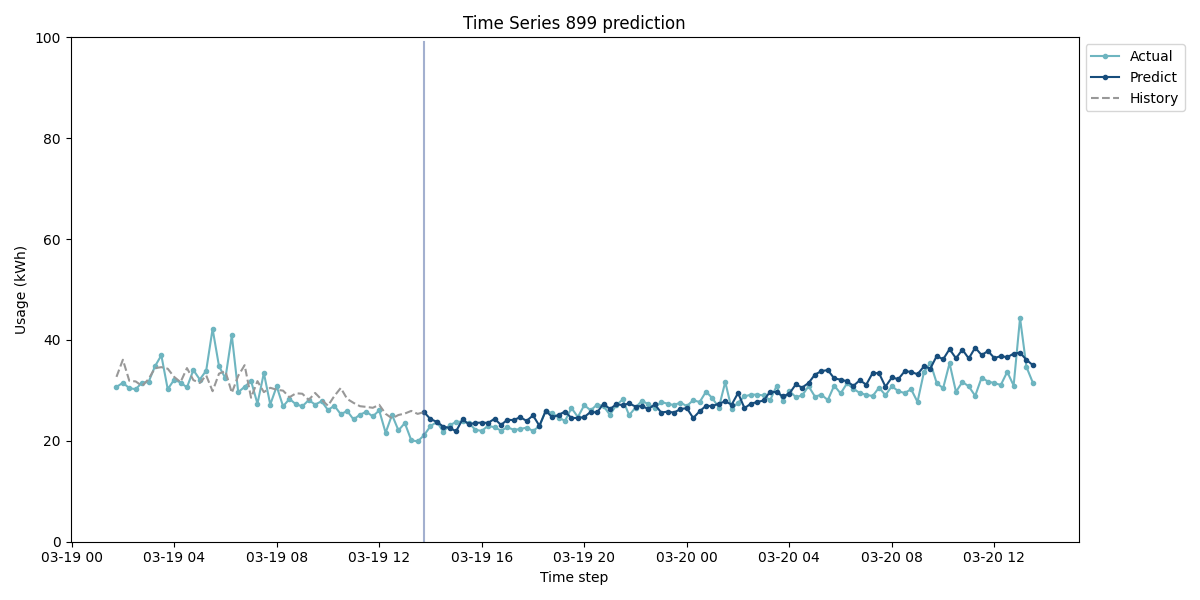 Time Series 899 prediction
100
80
60
40
20
0
Usage (kWh)
03-19 00 03-19 04 03-19 08 03-19 12 03-19 16 03-19 20 03-20 00 03-20 04 03-20 08 03-20 12
Time step
Actual
Predict
History